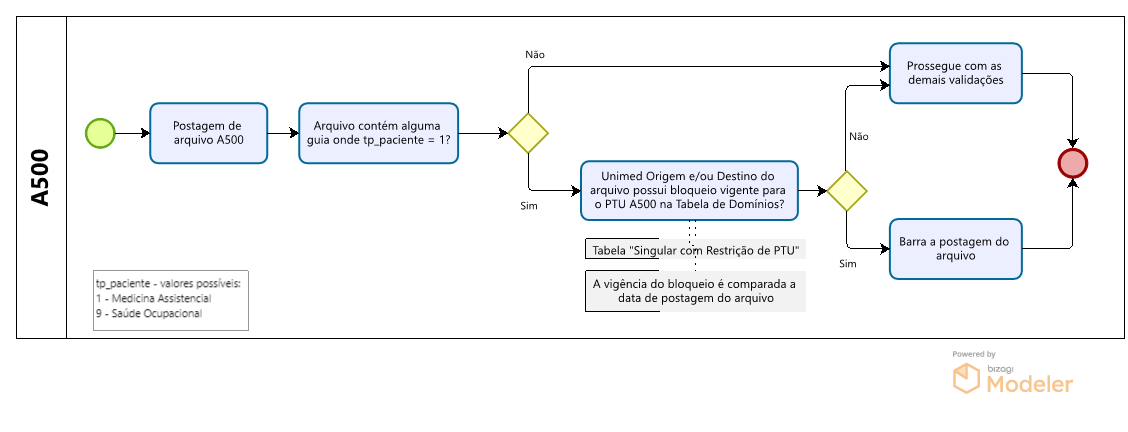 A500
Postagem de
arquivo A500
Arquivo contém alguma
guia onde tp_paciente = 1?
Não
Sim
Unimed Origem e/ou Destino do
arquivo possui bloqueio vigente para
o PTU A500 na Tabela de Domínios?
Tabela "Singular com Restrição de PTU"
A vigência do bloqueio é comparada a
data de postagem do arquivo
Não
Sim
Prossegue com as
demais validações
Barra a postagem do
arquivo
tp_paciente - valores possíveis:
1 - Medicina Assistencial
9 - Saúde Ocupacional
Powered by
bizagi
Modeler